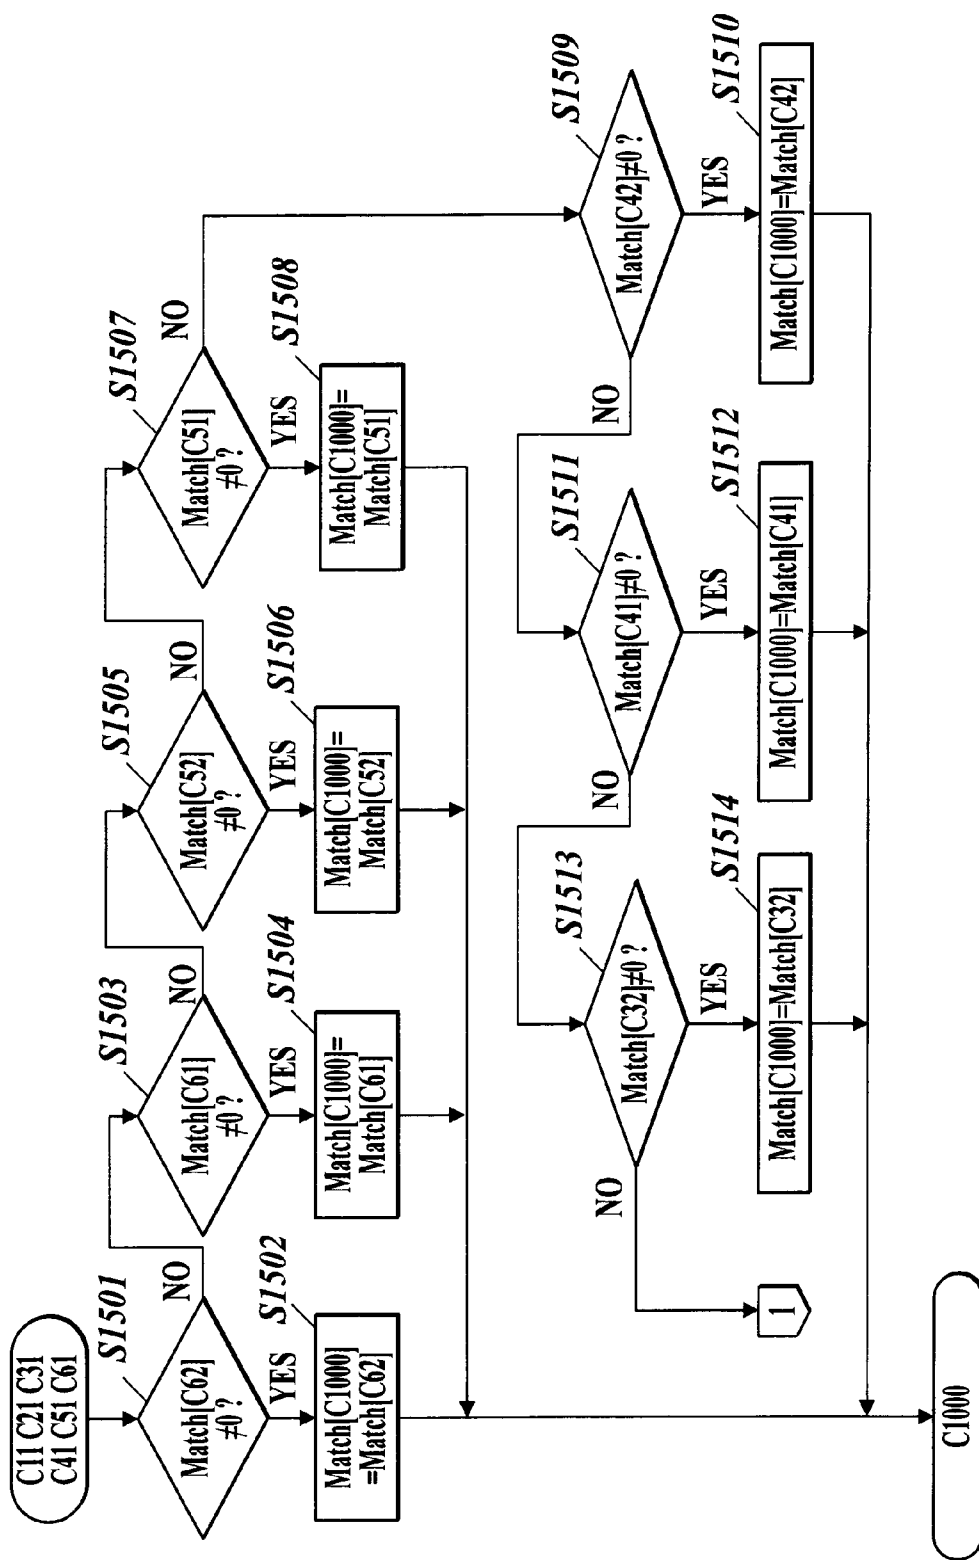 C11 C21 C31
C41 C51 C61
S1501
Match[C62]
≠0 ?
NO
YES
S1502
Match[C1000]
=Match[C62]
S1503
Match[C61]
≠0 ?
NO
YES
S1504
Match[C1000]=
Match[C61]
S1505
Match[C52]
≠0 ?
NO
YES
S1506
Match[C1000]=
Match[C52]
S1507
Match[C51]
≠0 ?
NO
YES
S1508
Match[C1000]=
Match[C51]
S1509
Match[C42]≠0 ?
NO
YES
S1510
Match[C1000]=Match[C42]
S1511
Match[C41]≠0 ?
NO
YES
S1512
Match[C1000]=Match[C41]
S1513
Match[C32]≠0 ?
NO
YES
S1514
Match[C1000]=Match[C32]
1
C1000